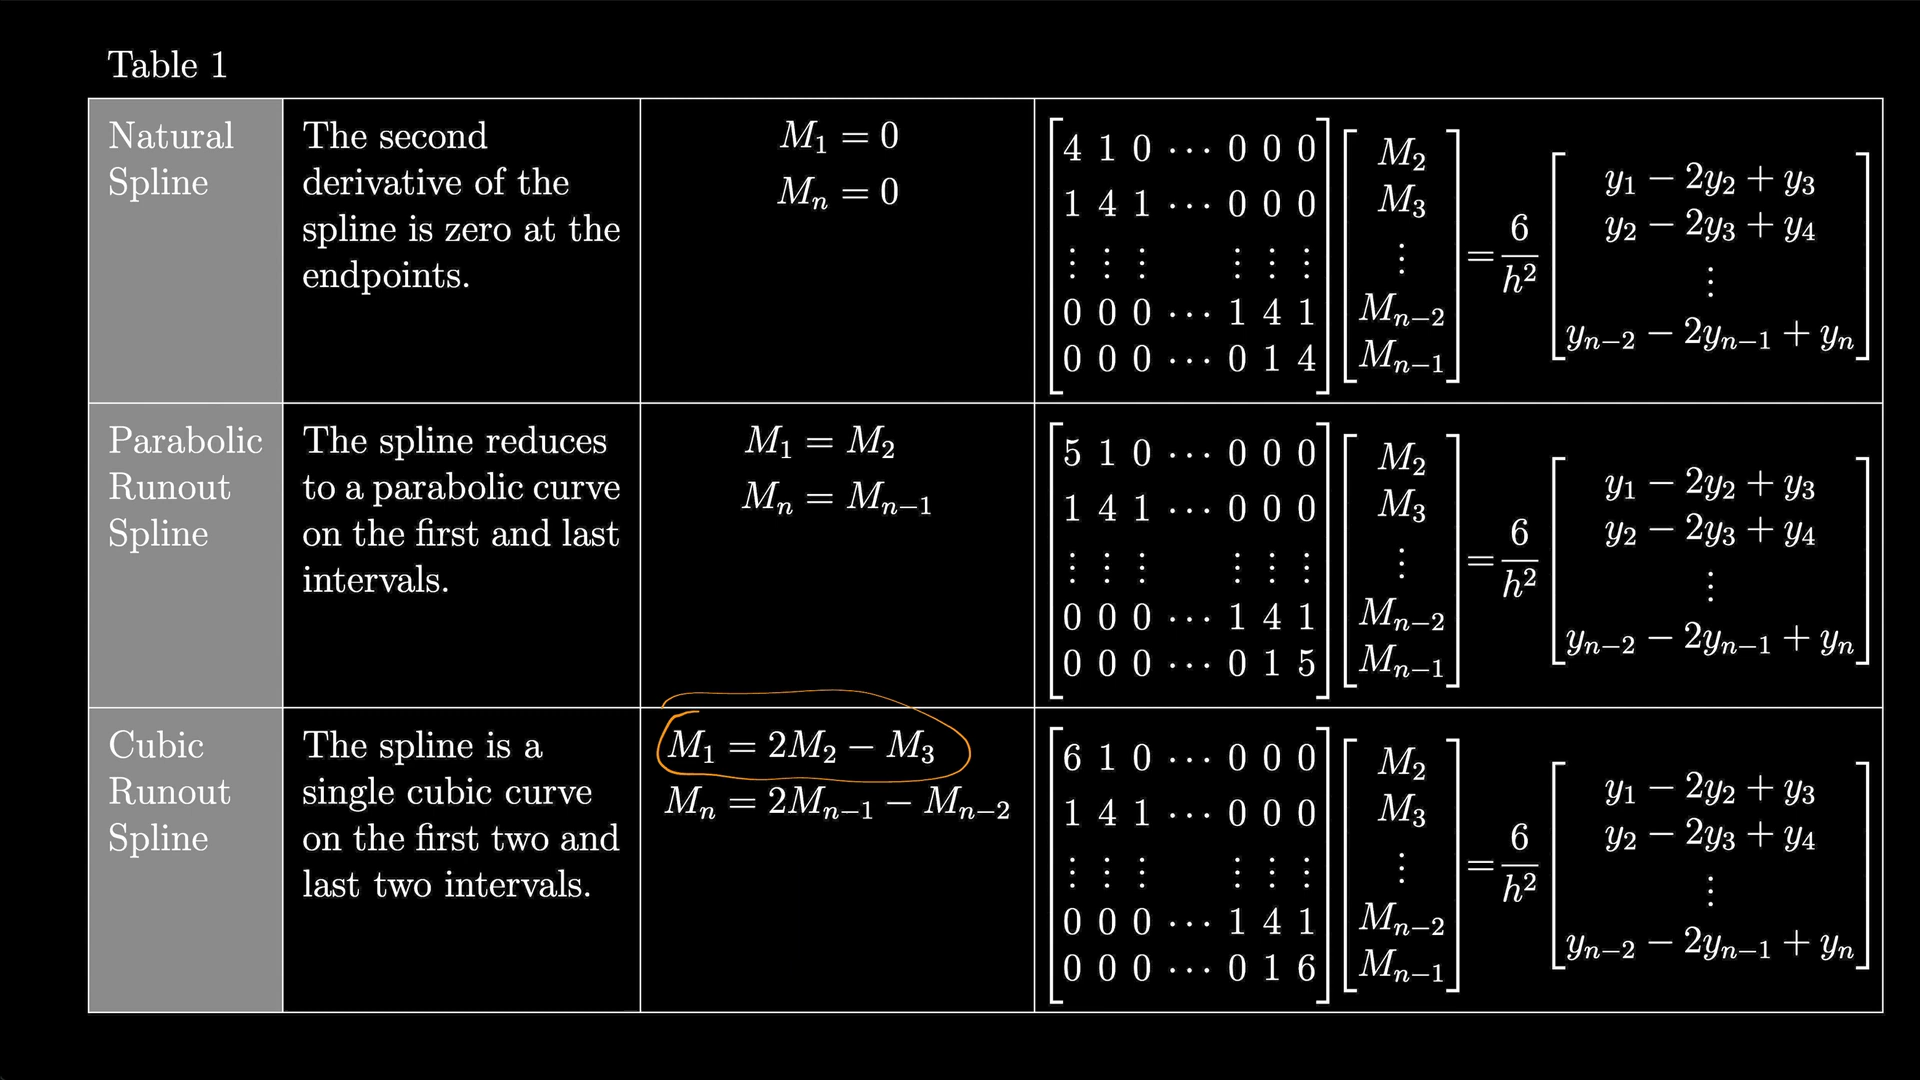 Table 1
Natural
Spline
The second
derivative of the
spline is zero at the
endpoints.
M₁ = 0
Mₙ = 0
4 1 0 ⋯ 0 0 0
1 4 1 ⋯ 0 0 0
⋮ ⋮ ⋮ ⋮ ⋮ ⋮
0 0 0 ⋯ 1 4 1
0 0 0 ⋯ 0 1 4
M₂
M₃
⋮
Mₙ₋₂
Mₙ₋₁
= 6/h²
y₁ − 2y₂ + y₃
y₂ − 2y₃ + y₄
⋮
yₙ₋₂ − 2yₙ₋₁ + yₙ
Parabolic
Runout
Spline
The spline reduces
to a parabolic curve
on the first and last
intervals.
M₁ = M₂
Mₙ = Mₙ₋₁
5 1 0 ⋯ 0 0 0
1 4 1 ⋯ 0 0 0
⋮ ⋮ ⋮ ⋮ ⋮ ⋮
0 0 0 ⋯ 1 4 1
0 0 0 ⋯ 0 1 5
M₂
M₃
⋮
Mₙ₋₂
Mₙ₋₁
= 6/h²
y₁ − 2y₂ + y₃
y₂ − 2y₃ + y₄
⋮
yₙ₋₂ − 2yₙ₋₁ + yₙ
Cubic
Runout
Spline
The spline is a
single cubic curve
on the first two and
last two intervals.
M₁ = 2M₂ − M₃
Mₙ = 2Mₙ₋₁ − Mₙ₋₂
6 1 0 ⋯ 0 0 0
1 4 1 ⋯ 0 0 0
⋮ ⋮ ⋮ ⋮ ⋮ ⋮
0 0 0 ⋯ 1 4 1
0 0 0 ⋯ 0 1 6
M₂
M₃
⋮
Mₙ₋₂
Mₙ₋₁
= 6/h²
y₁ − 2y₂ + y₃
y₂ − 2y₃ + y₄
⋮
yₙ₋₂ − 2yₙ₋₁ + yₙ